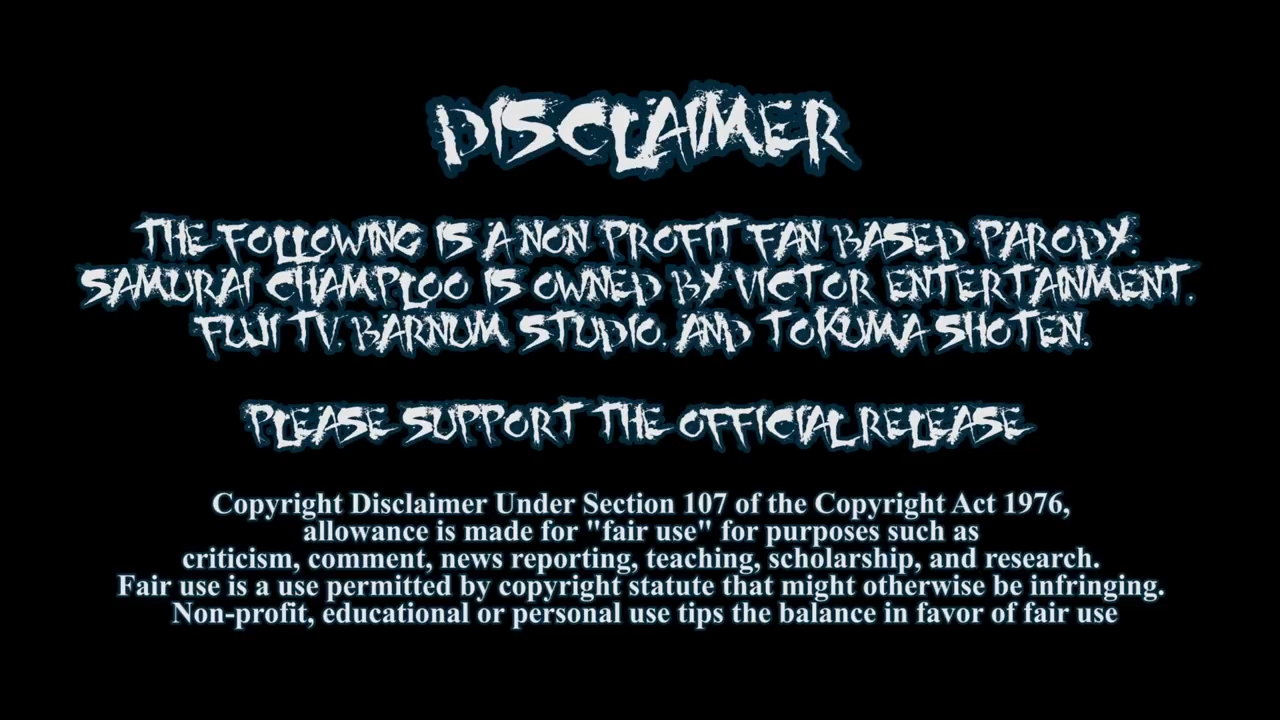 DISCLAIMER
THE FOLLOWING IS A NON PROFIT FAN BASED PARODY.
SAMURAI CHAMPLOO IS OWNED BY VICTOR ENTERTAINMENT,
FUJI TV, BARNUM STUDIO, AND TOKUMA SHOTEN.
PLEASE SUPPORT THE OFFICIAL RELEASE
Copyright Disclaimer Under Section 107 of the Copyright Act 1976,
allowance is made for "fair use" for purposes such as
criticism, comment, news reporting, teaching, scholarship, and research.
Fair use is a use permitted by copyright statute that might otherwise be infringing.
Non-profit, educational or personal use tips the balance in favor of fair use